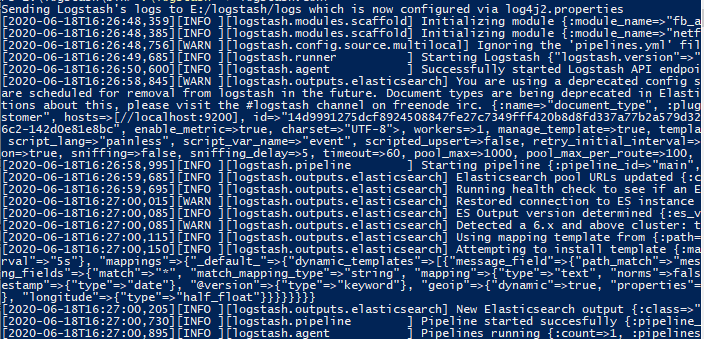 Sending Logstash's logs to E:/logstash/logs which is now configured via log4j2.properties
[2020-06-18T16:26:48,359][INFO ][logstash.modules.scaffold] Initializing module {:module_name=>"fb_a
[2020-06-18T16:26:48,385][INFO ][logstash.modules.scaffold] Initializing module {:module_name=>"netf
[2020-06-18T16:26:48,756][WARN ][logstash.config.source.multilocal] Ignoring the 'pipelines.yml' fil
[2020-06-18T16:26:49,685][INFO ][logstash.runner          ] Starting Logstash {"logstash.version"=>"
[2020-06-18T16:26:50,600][INFO ][logstash.agent           ] Successfully started Logstash API endpoi
[2020-06-18T16:26:58,845][WARN ][logstash.outputs.elasticsearch] You are using a deprecated config s
are scheduled for removal from logstash in the future. Document types are being deprecated in Elasti
tions about this, please visit the #logstash channel on freenode irc. {:name=>"document_type", :plug
stomer", hosts=>[//localhost:9200], id=>"14d9991275dcf8924508847fe27c7349fff420b8d8fd337a77b2a579d32
6c2-142d0e81e8bc", enable_metric=>true, charset=>"UTF-8">, workers=>1, manage_template=>true, templa
script_lang=>"painless", script_var_name=>"event", scripted_upsert=>false, retry_initial_interval=>
on=>true, sniffing=>false, sniffing_delay=>5, timeout=>60, pool_max=>1000, pool_max_per_route=>100,
[2020-06-18T16:26:58,995][INFO ][logstash.pipeline        ] Starting pipeline {:pipeline_id=>"main",
[2020-06-18T16:26:59,685][INFO ][logstash.outputs.elasticsearch] Elasticsearch pool URLs updated {:c
[2020-06-18T16:26:59,695][INFO ][logstash.outputs.elasticsearch] Running health check to see if an E
[2020-06-18T16:27:00,015][WARN ][logstash.outputs.elasticsearch] Restored connection to ES instance
[2020-06-18T16:27:00,085][INFO ][logstash.outputs.elasticsearch] ES Output version determined {:es_v
[2020-06-18T16:27:00,085][WARN ][logstash.outputs.elasticsearch] Detected a 6.x and above cluster: t
[2020-06-18T16:27:00,115][INFO ][logstash.outputs.elasticsearch] Using mapping template from {:path=
[2020-06-18T16:27:00,150][INFO ][logstash.outputs.elasticsearch] Attempting to install template {:ma
rval"=>"5s"}, "mappings"=>{"_default_"=>{"dynamic_templates"=>[{"message_field"=>{"path_match"=>"mes
ng_fields"=>{"match"=>"*", "match_mapping_type"=>"string", "mapping"=>{"type"=>"text", "norms"=>fals
estamp"=>{"type"=>"date"}, "@version"=>{"type"=>"keyword"}, "geoip"=>{"dynamic"=>true, "properties"=
}, "longitude"=>{"type"=>"half_float"}}}}}}}}
[2020-06-18T16:27:00,205][INFO ][logstash.outputs.elasticsearch] New Elasticsearch output {:class=>"
[2020-06-18T16:27:00,730][INFO ][logstash.pipeline        ] Pipeline started succesfully {:pipeline_
[2020-06-18T16:27:00,895][INFO ][logstash.agent           ] Pipelines running {:count=>1, :pipelines